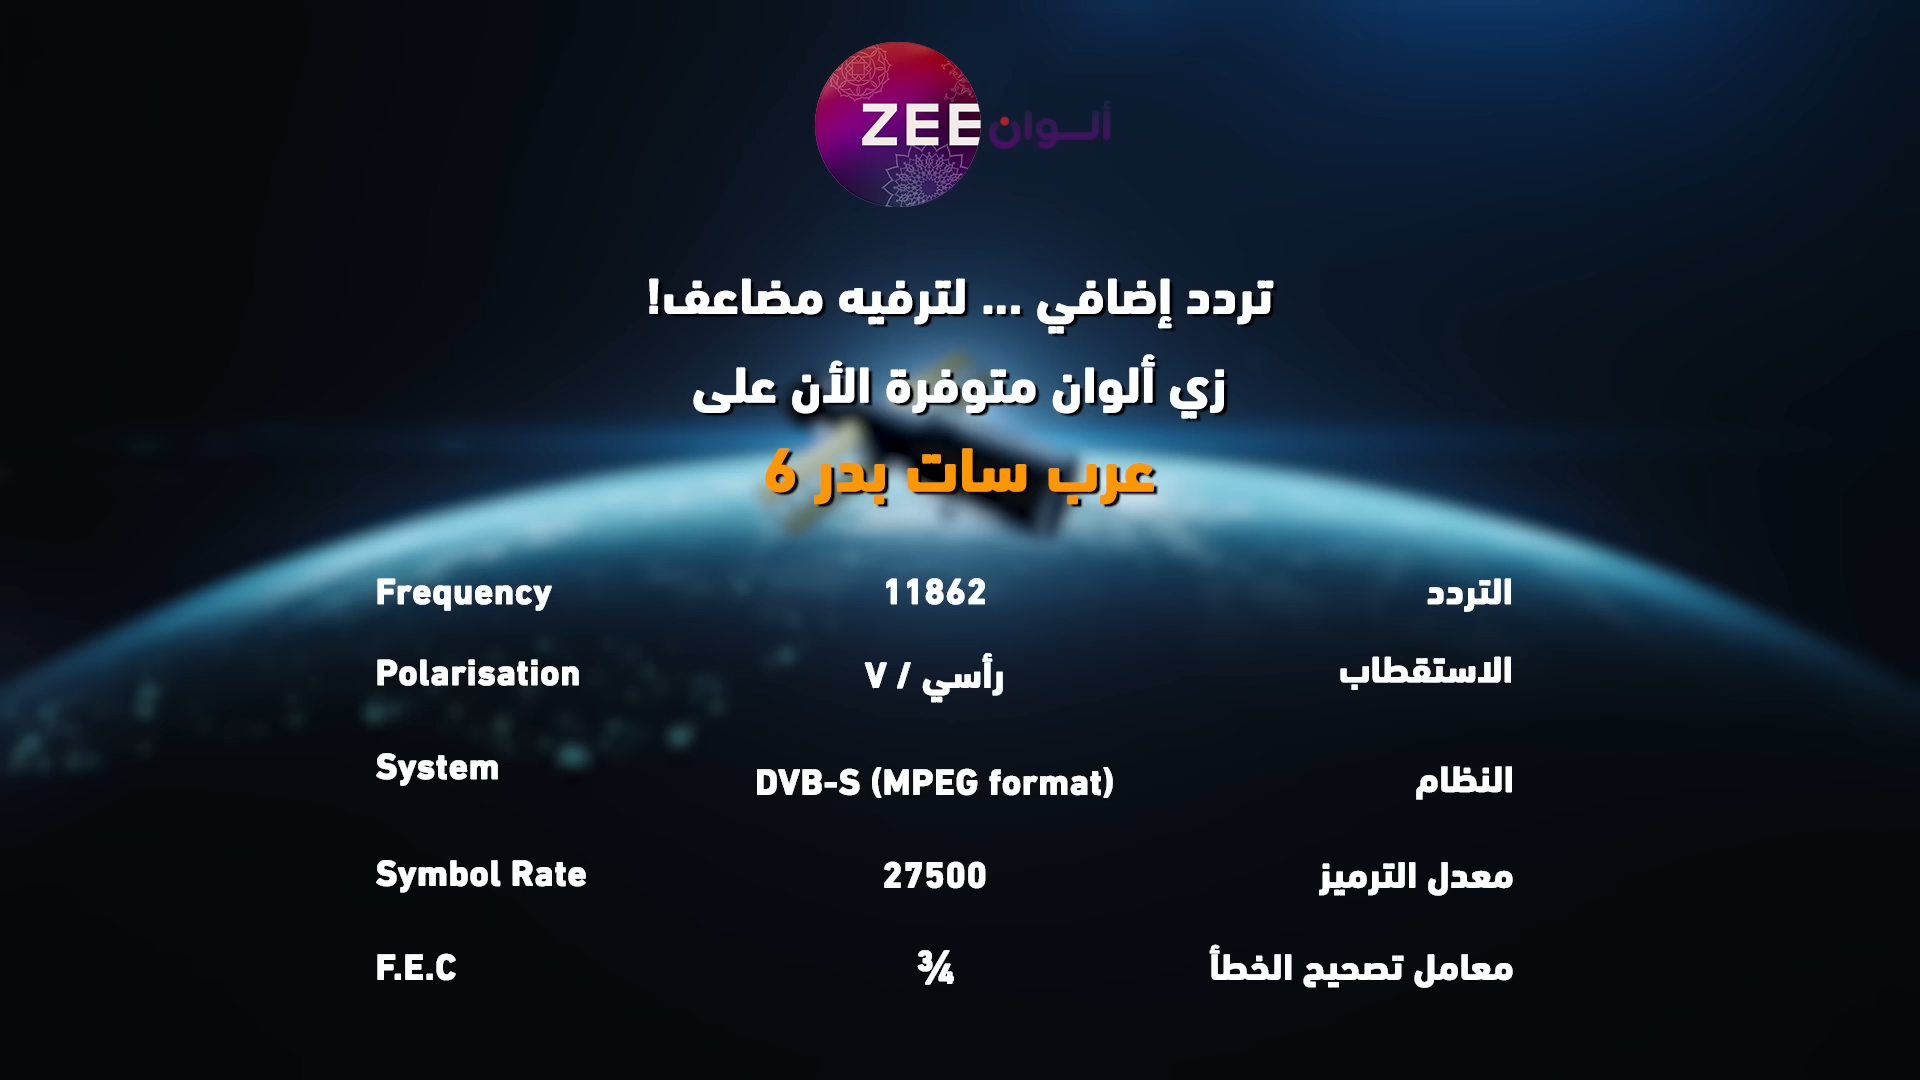 ZEE ألوان
تردد إضافي ... لترفيه مضاعف!
زي ألوان متوفرة الأن على
عرب سات بدر 6
Frequency 11862 التردد
Polarisation رأسي / V الاستقطاب
System DVB-S (MPEG format) النظام
Symbol Rate 27500 معدل الترميز
F.E.C ¾ معامل تصحيح الخطأ